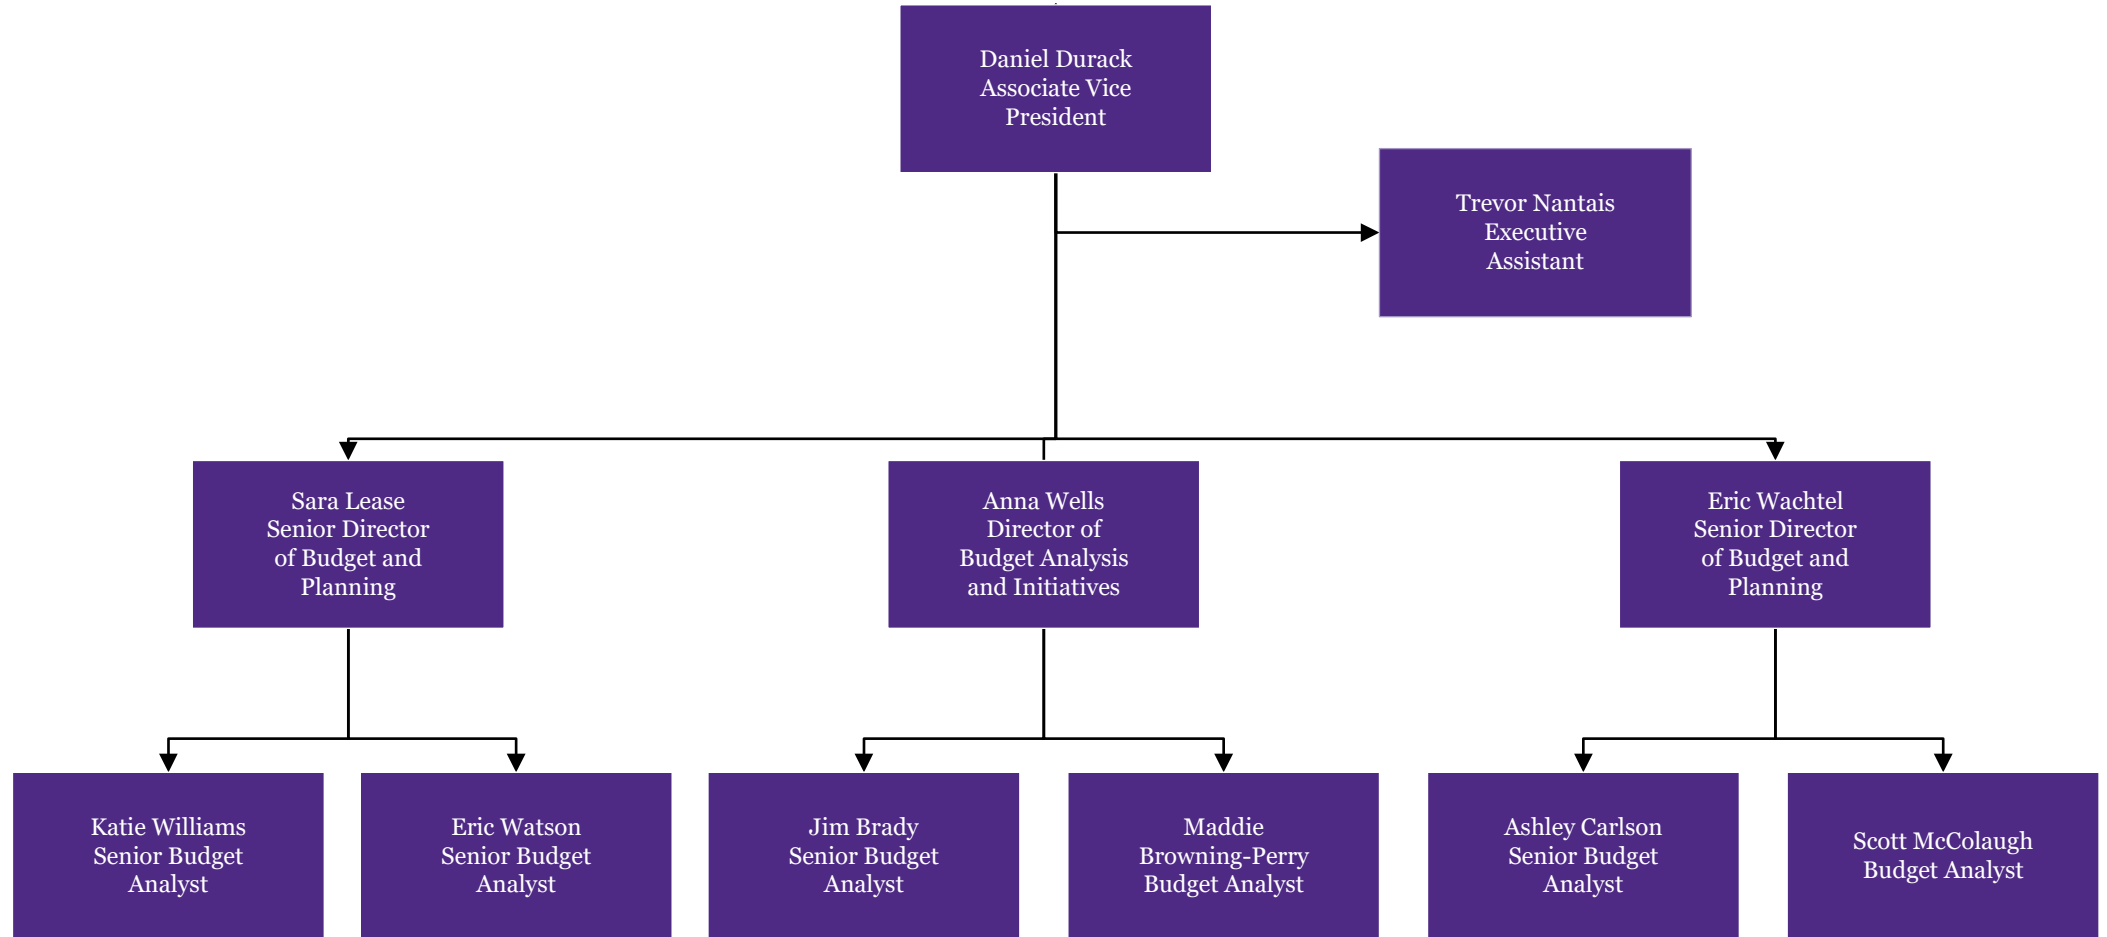 Daniel Durack
Associate Vice
President
Trevor Nantais
Executive
Assistant
Sara Lease
Senior Director
of Budget and
Planning
Anna Wells
Director of
Budget Analysis
and Initiatives
Eric Wachtel
Senior Director
of Budget and
Planning
Katie Williams
Senior Budget
Analyst
Eric Watson
Senior Budget
Analyst
Jim Brady
Senior Budget
Analyst
Maddie
Browning-Perry
Budget Analyst
Ashley Carlson
Senior Budget
Analyst
Scott McColaugh
Budget Analyst